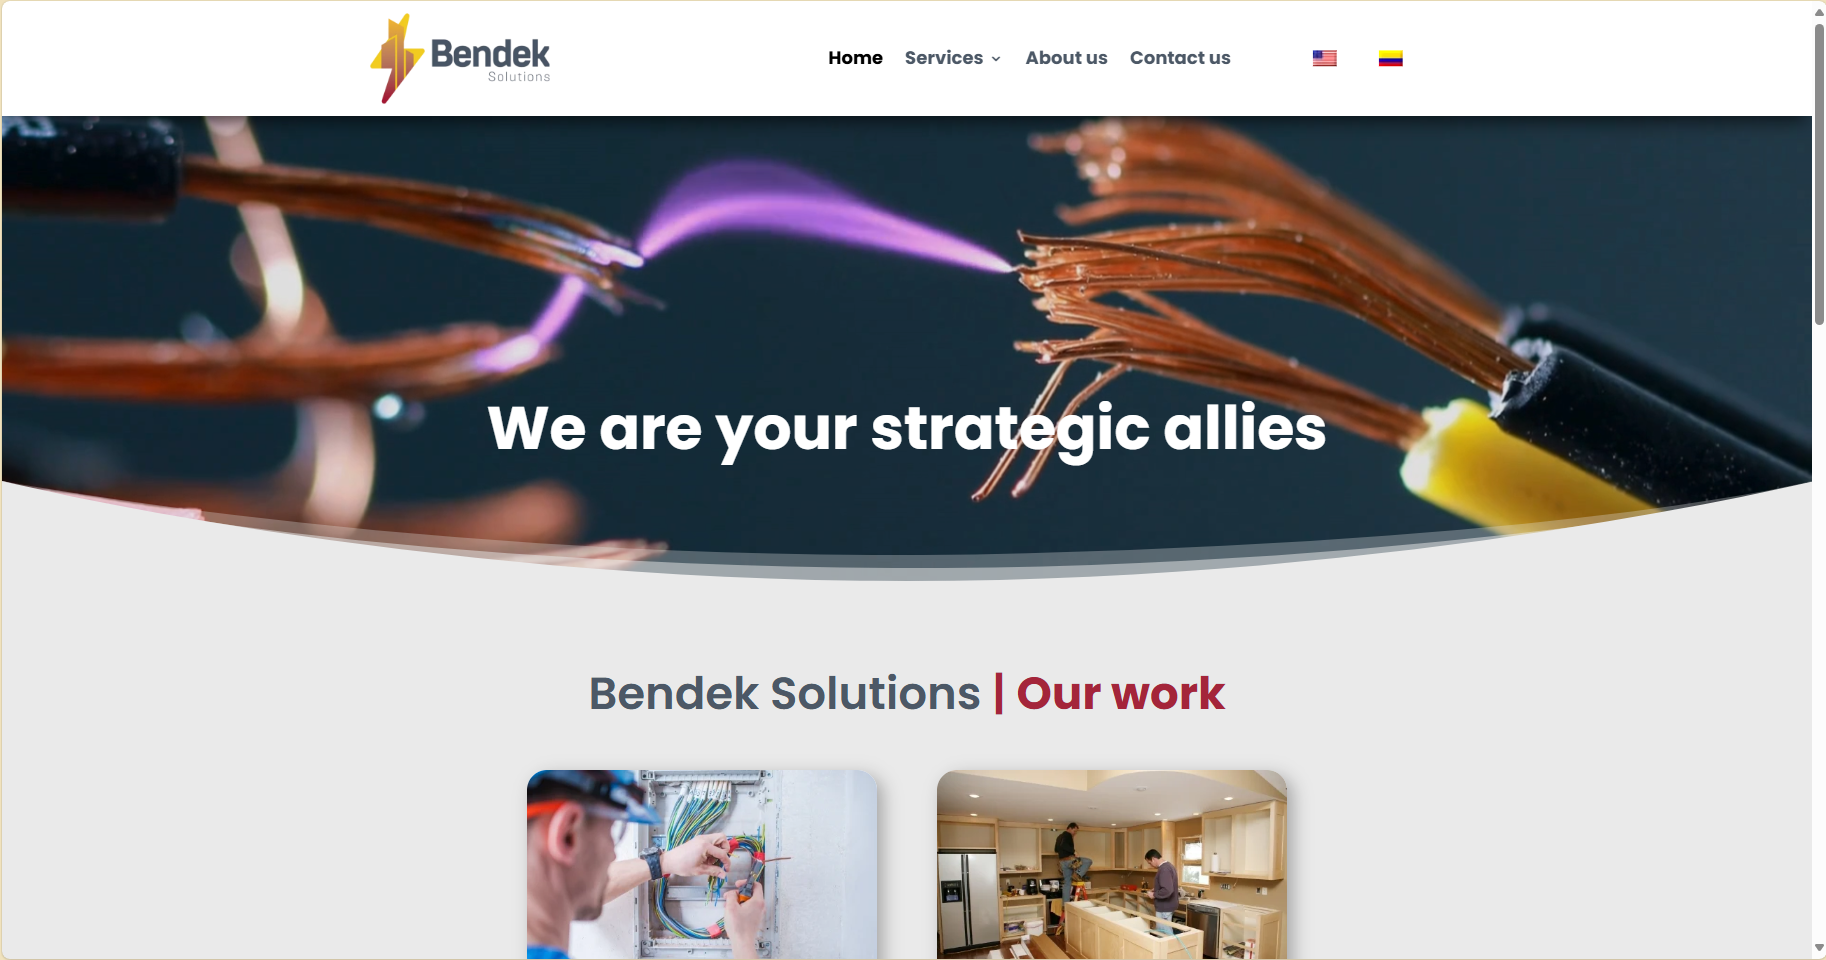 Bendek
Solutions
Home Services About us Contact us
We are your strategic allies
Bendek Solutions | Our work